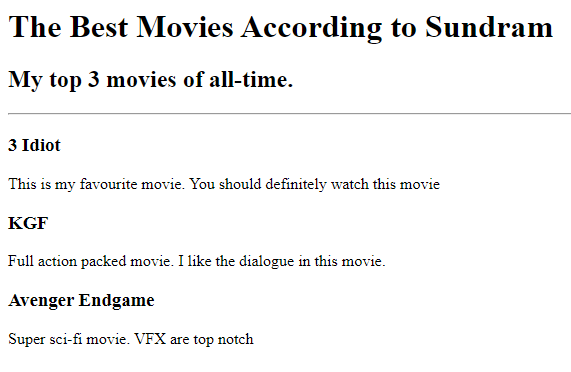 The Best Movies According to Sundram
My top 3 movies of all-time.
3 Idiot
This is my favourite movie. You should definitely watch this movie
KGF
Full action packed movie. I like the dialogue in this movie.
Avenger Endgame
Super sci-fi movie. VFX are top notch